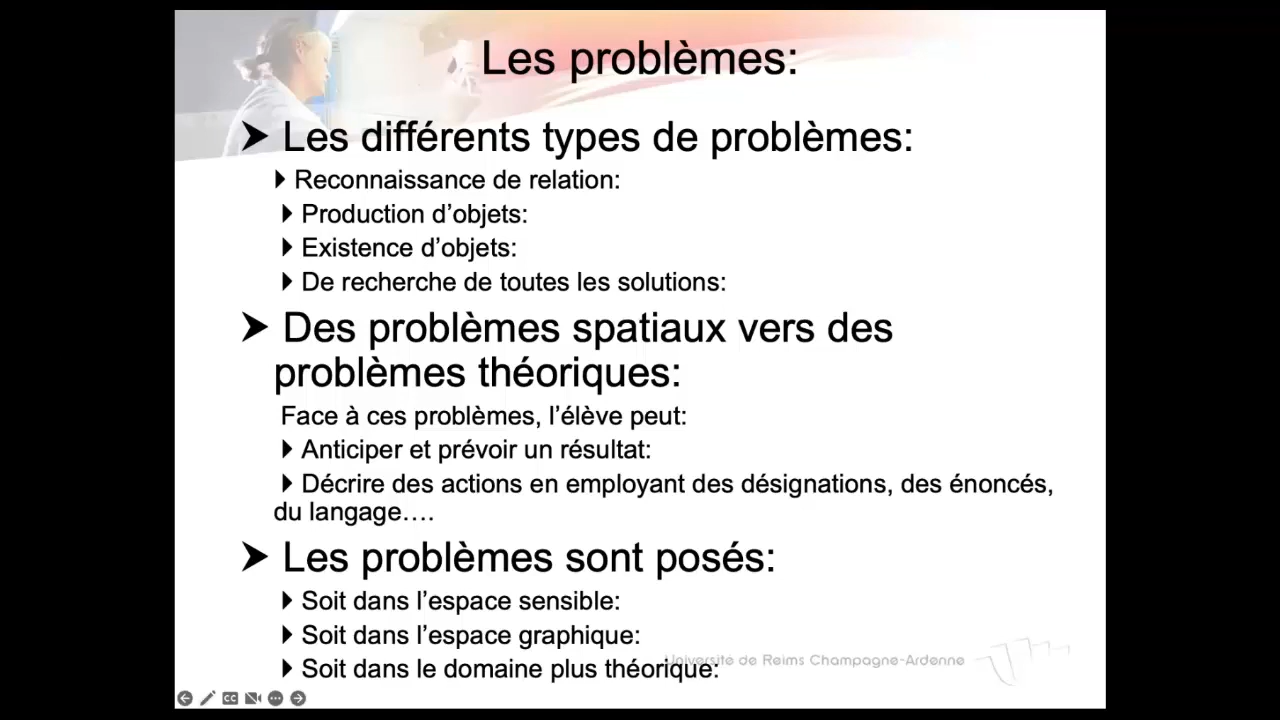 Les problèmes:
➤ Les différents types de problèmes:
Reconnaissance de relation:
Production d’objets:
Existence d’objets:
De recherche de toutes les solutions:
➤ Des problèmes spatiaux vers des
problèmes théoriques:
Face à ces problèmes, l’élève peut:
Anticiper et prévoir un résultat:
Décrire des actions en employant des désignations, des énoncés,
du langage….
➤ Les problèmes sont posés:
Soit dans l’espace sensible:
Soit dans l’espace graphique:
Soit dans le domaine plus théorique:
Université de Reims Champagne-Ardenne
CC